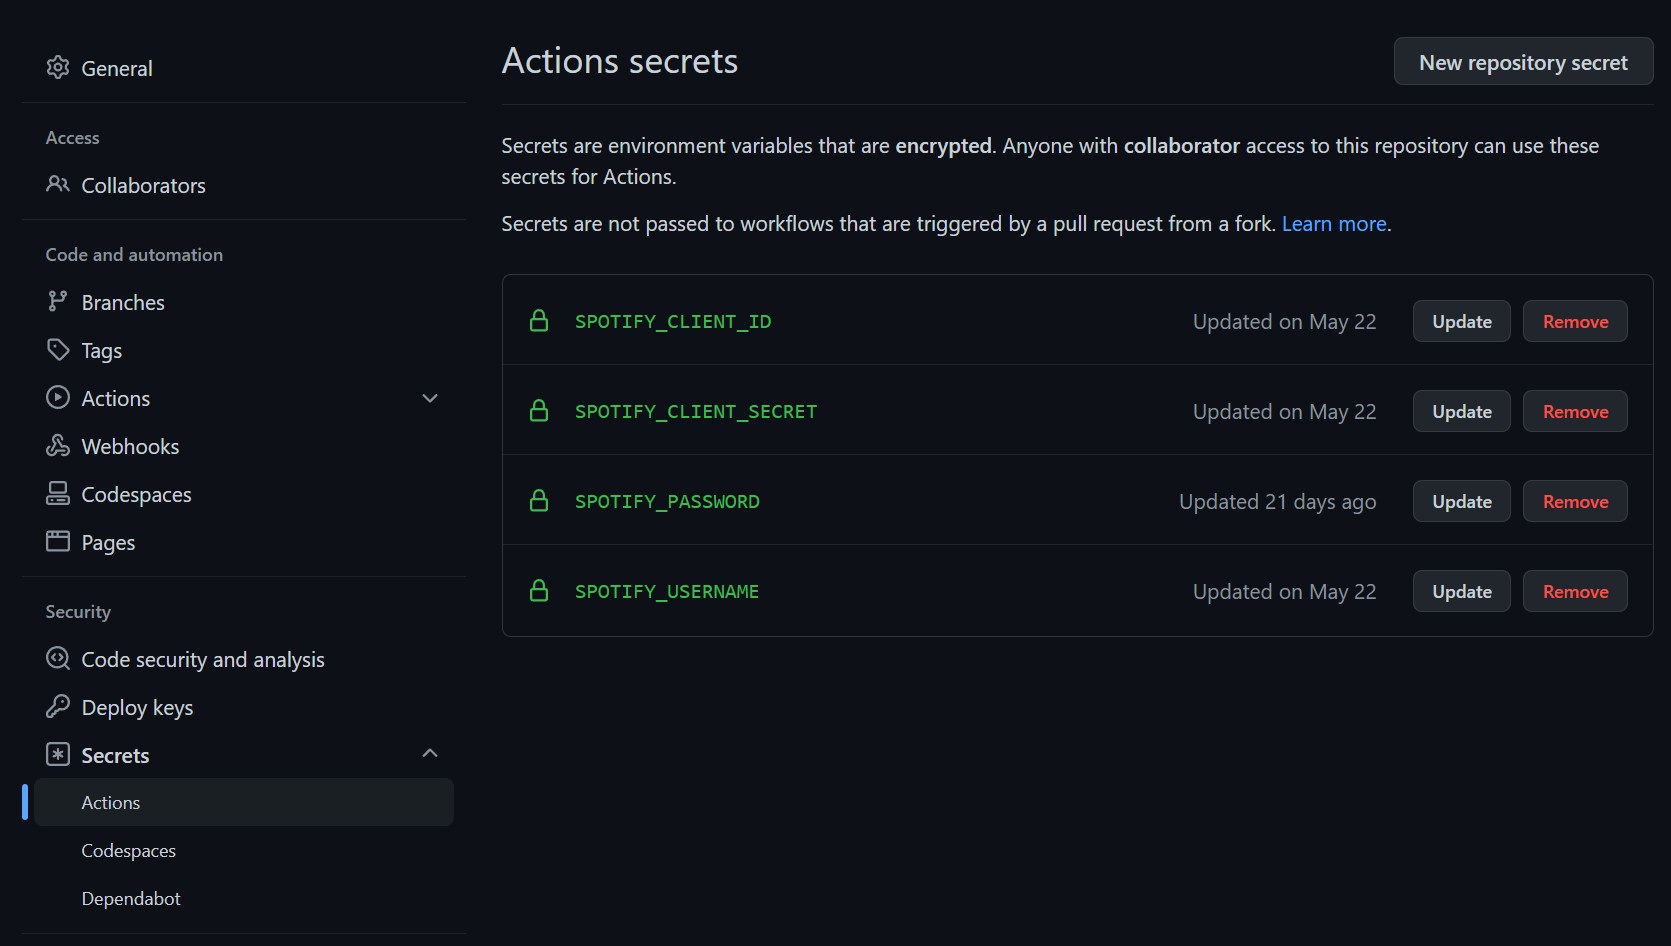 General
Access
Collaborators
Code and automation
Branches
Tags
Actions
Webhooks
Codespaces
Pages
Security
Code security and analysis
Deploy keys
Secrets
Actions
Codespaces
Dependabot
Actions secrets
New repository secret
Secrets are environment variables that are encrypted. Anyone with collaborator access to this repository can use these
secrets for Actions.
Secrets are not passed to workflows that are triggered by a pull request from a fork. Learn more.
SPOTIFY_CLIENT_ID Updated on May 22 Update Remove
SPOTIFY_CLIENT_SECRET Updated on May 22 Update Remove
SPOTIFY_PASSWORD Updated 21 days ago Update Remove
SPOTIFY_USERNAME Updated on May 22 Update Remove